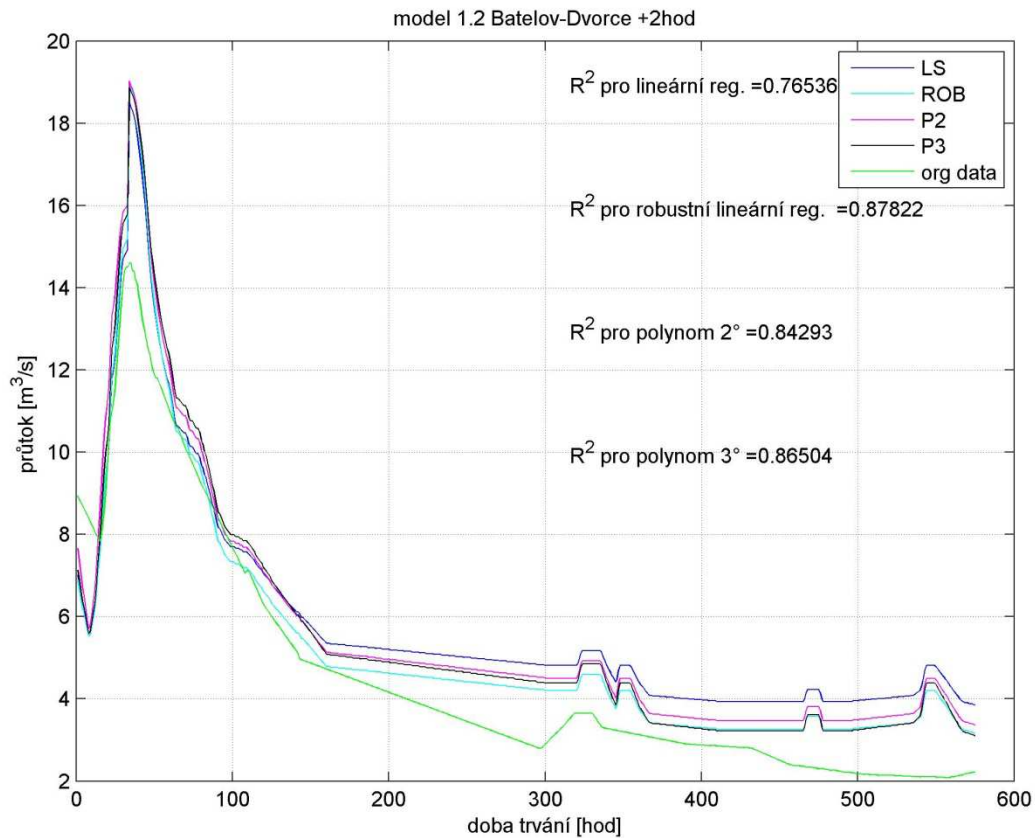 model 1.2 Batelov-Dvorce +2hod
20
18
16
14
12
10
8
6
4
2
průtok [m³/s]
R² pro lineární reg. =0.76536
R² pro robustní lineární reg. =0.87822
R² pro polynom 2° =0.84293
R² pro polynom 3° =0.86504
LS
ROB
P2
P3
org data
0
100
200
300
400
500
600
doba trvání [hod]